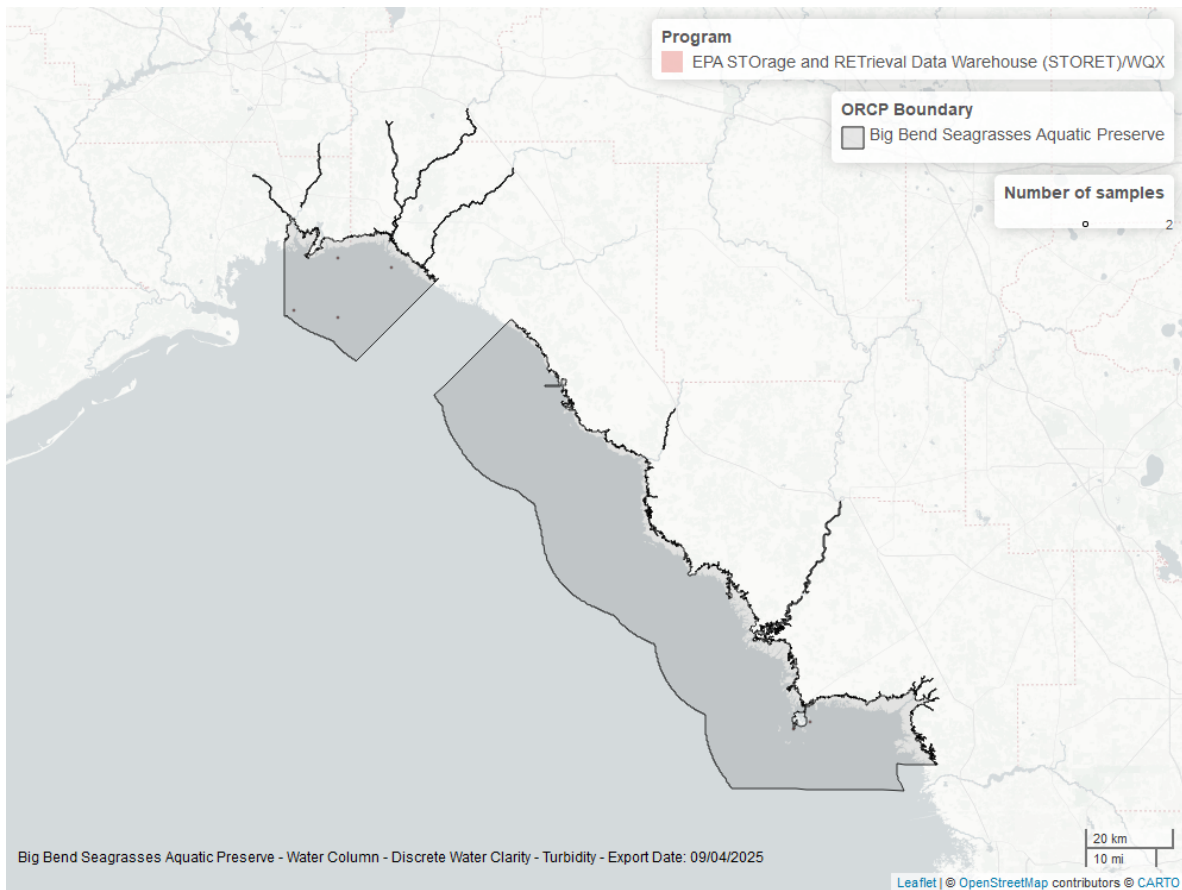 Program
EPA STOrage and RETrieval Data Warehouse (STORET)/WQX
ORCP Boundary
Big Bend Seagrasses Aquatic Preserve
Number of samples
2
20 km
10 mi
Big Bend Seagrasses Aquatic Preserve - Water Column - Discrete Water Clarity - Turbidity - Export Date: 09/04/2025
Leaflet | © OpenStreetMap contributors © CARTO